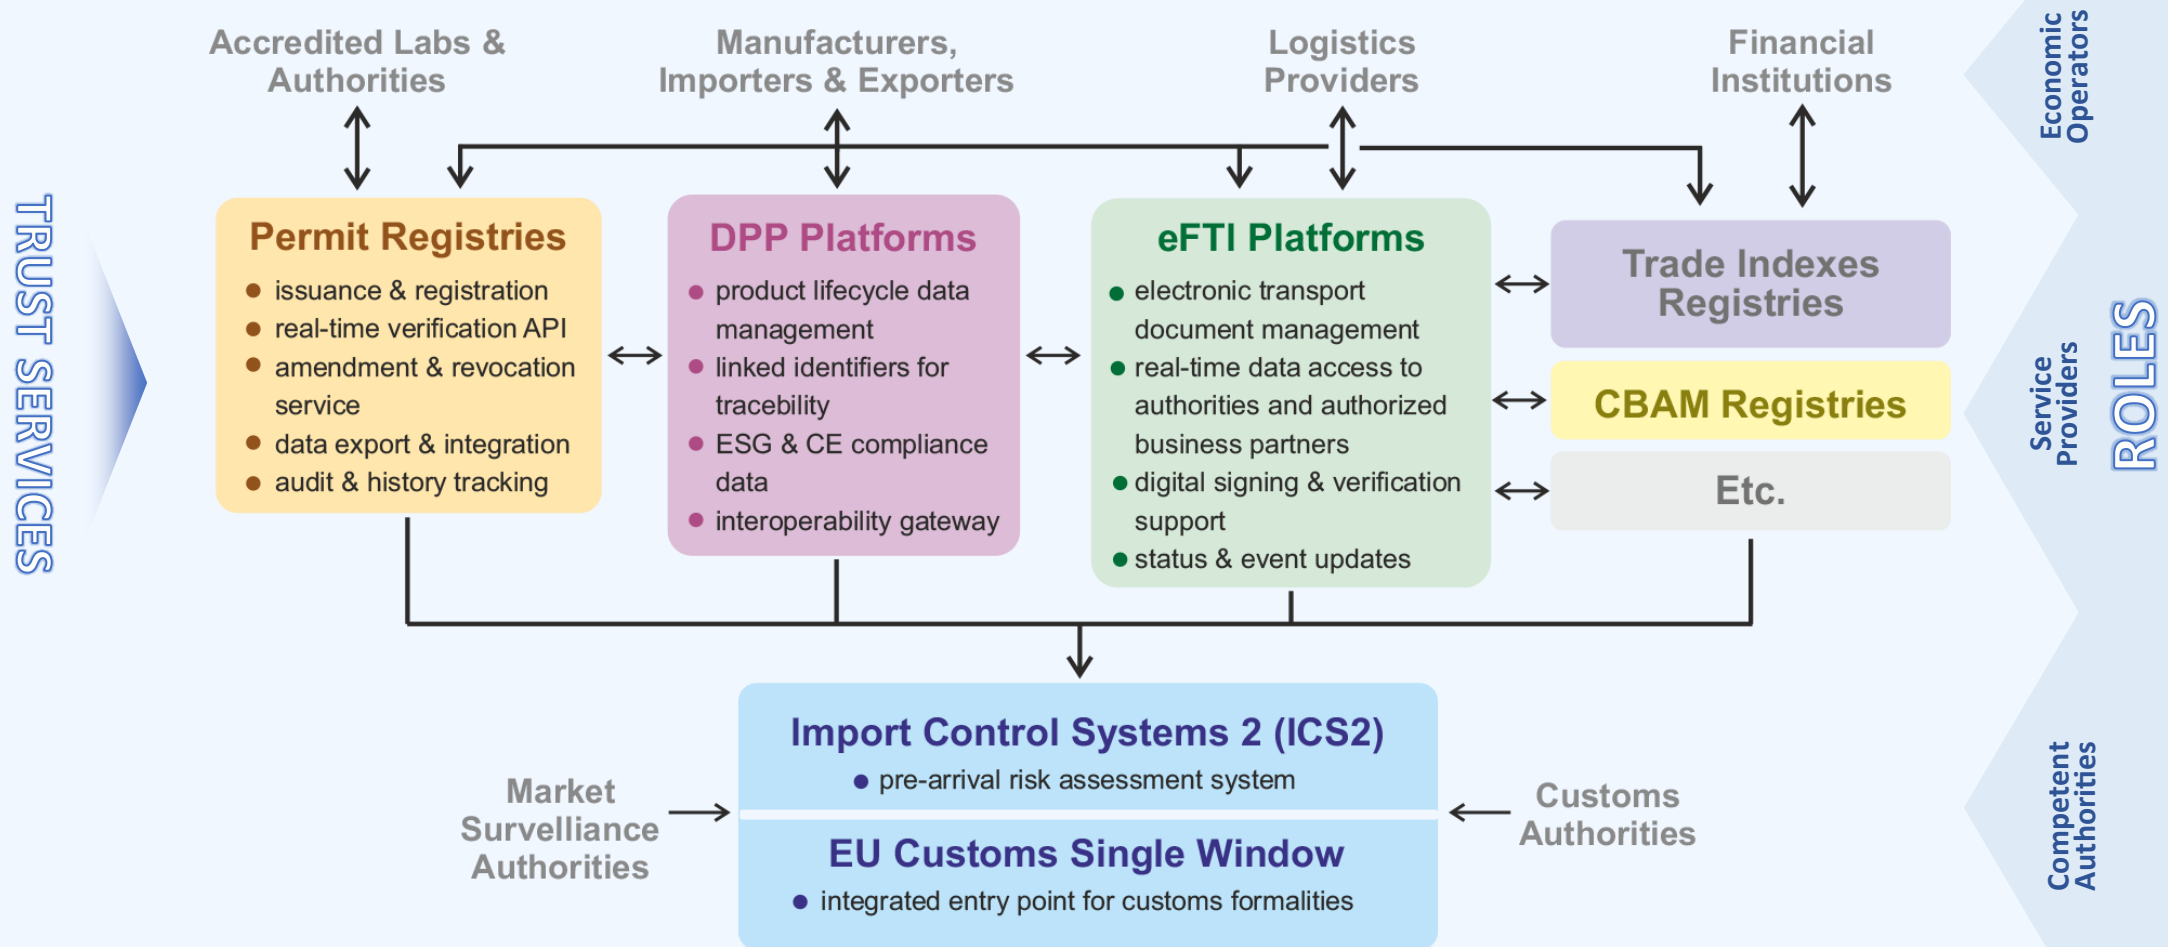 Accredited Labs &
Authorities
Manufacturers,
Importers & Exporters
Logistics
Providers
Financial
Institutions
Economic
Operators
TRUST SERVICES
Permit Registries
issuance & registration
real-time verification API
amendment & revocation
service
data export & integration
audit & history tracking
DPP Platforms
product lifecycle data
management
linked identifiers for
tracebility
ESG & CE compliance
data
interoperability gateway
eFTI Platforms
electronic transport
document management
real-time data access to
authorities and authorized
business partners
digital signing & verification
support
status & event updates
Trade Indexes
Registries
CBAM Registries
Etc.
Service
Providers
ROLES
Import Control Systems 2 (ICS2)
pre-arrival risk assessment system
EU Customs Single Window
integrated entry point for customs formalities
Market
Survelliance
Authorities
Customs
Authorities
Competent
Authorities